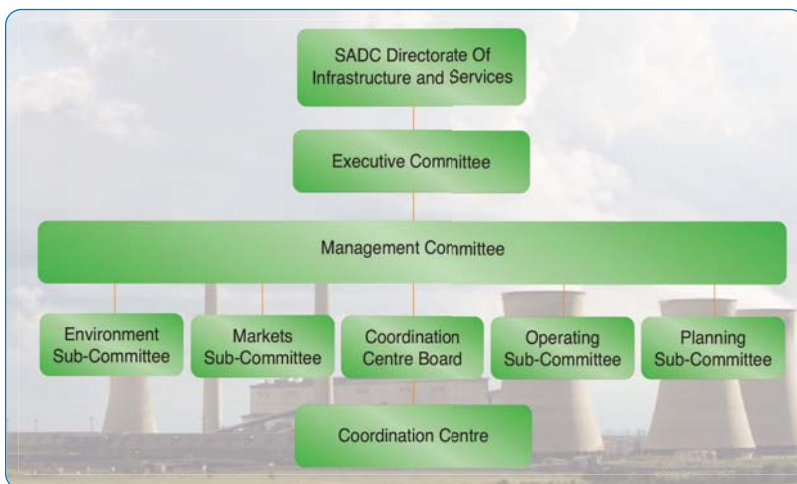 SADC Directorate Of
Infrastructure and Services
Executive Committee
Management Committee
Environment
Sub-Committee
Markets
Sub-Committee
Coordination
Centre Board
Operating
Sub-Committee
Planning
Sub-Committee
Coordination Centre